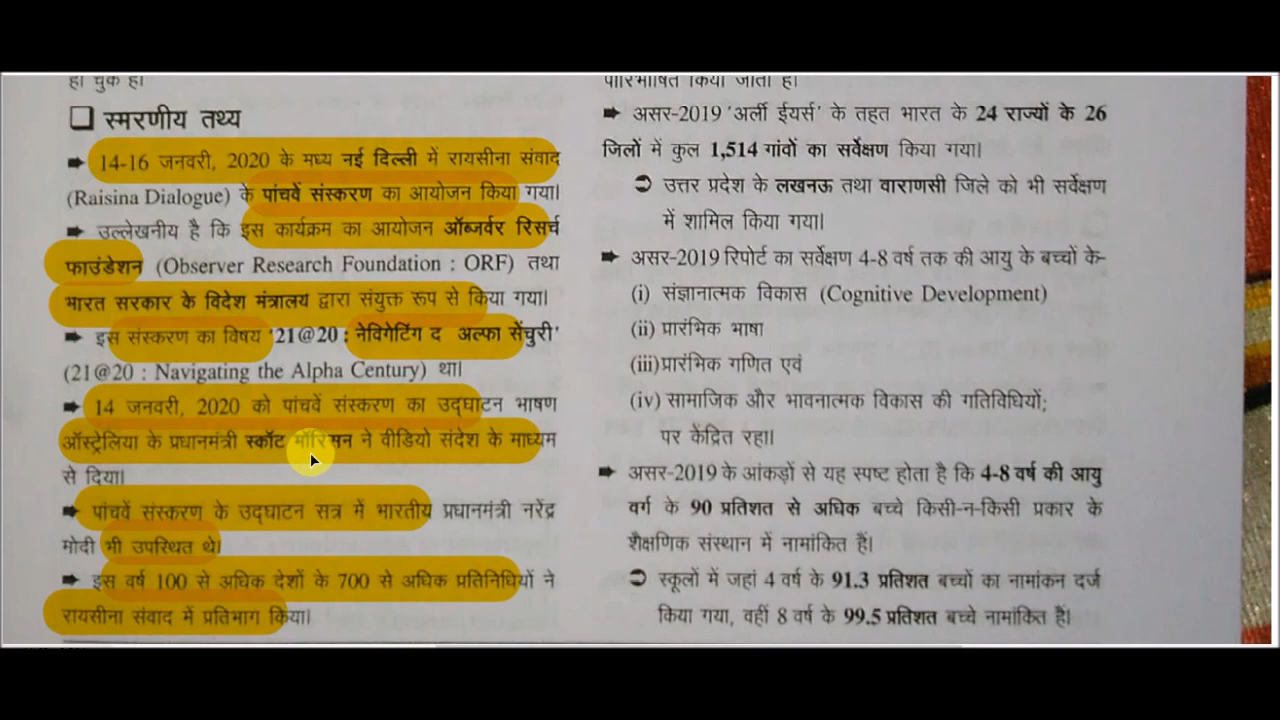 हो चुके हैं।
❑ स्मरणीय तथ्य
➨ 14-16 जनवरी, 2020 के मध्य नई दिल्ली में रायसीना संवाद
(Raisina Dialogue) के पांचवें संस्करण का आयोजन किया गया।
➨ उल्लेखनीय है कि इस कार्यक्रम का आयोजन ऑब्जर्वर रिसर्च
फाउंडेशन (Observer Research Foundation : ORF) तथा
भारत सरकार के विदेश मंत्रालय द्वारा संयुक्त रूप से किया गया।
➨ इस संस्करण का विषय '21@20 : नेविगेटिंग द अल्फा सेंचुरी'
(21@20 : Navigating the Alpha Century) था।
➨ 14 जनवरी, 2020 को पांचवें संस्करण का उद्घाटन भाषण
ऑस्ट्रेलिया के प्रधानमंत्री स्कॉट मॉरिसन ने वीडियो संदेश के माध्यम
से दिया।
➨ पांचवें संस्करण के उद्घाटन सत्र में भारतीय प्रधानमंत्री नरेंद्र
मोदी भी उपस्थित थे।
➨ इस वर्ष 100 से अधिक देशों के 700 से अधिक प्रतिनिधियों ने
रायसीना संवाद में प्रतिभाग किया।
पारिभाषित किया जाता है।
➨ असर-2019 'अर्ली ईयर्स' के तहत भारत के 24 राज्यों के 26
जिलों में कुल 1,514 गांवों का सर्वेक्षण किया गया।
➲ उत्तर प्रदेश के लखनऊ तथा वाराणसी जिले को भी सर्वेक्षण
में शामिल किया गया।
➨ असर-2019 रिपोर्ट का सर्वेक्षण 4-8 वर्ष तक की आयु के बच्चों के-
(i) संज्ञानात्मक विकास (Cognitive Development)
(ii) प्रारंभिक भाषा
(iii) प्रारंभिक गणित एवं
(iv) सामाजिक और भावनात्मक विकास की गतिविधियों;
पर केंद्रित रहा।
➨ असर-2019 के आंकड़ों से यह स्पष्ट होता है कि 4-8 वर्ष की आयु
वर्ग के 90 प्रतिशत से अधिक बच्चे किसी-न-किसी प्रकार के
शैक्षणिक संस्थान में नामांकित हैं।
➲ स्कूलों में जहां 4 वर्ष के 91.3 प्रतिशत बच्चों का नामांकन दर्ज
किया गया, वहीं 8 वर्ष के 99.5 प्रतिशत बच्चे नामांकित हैं।